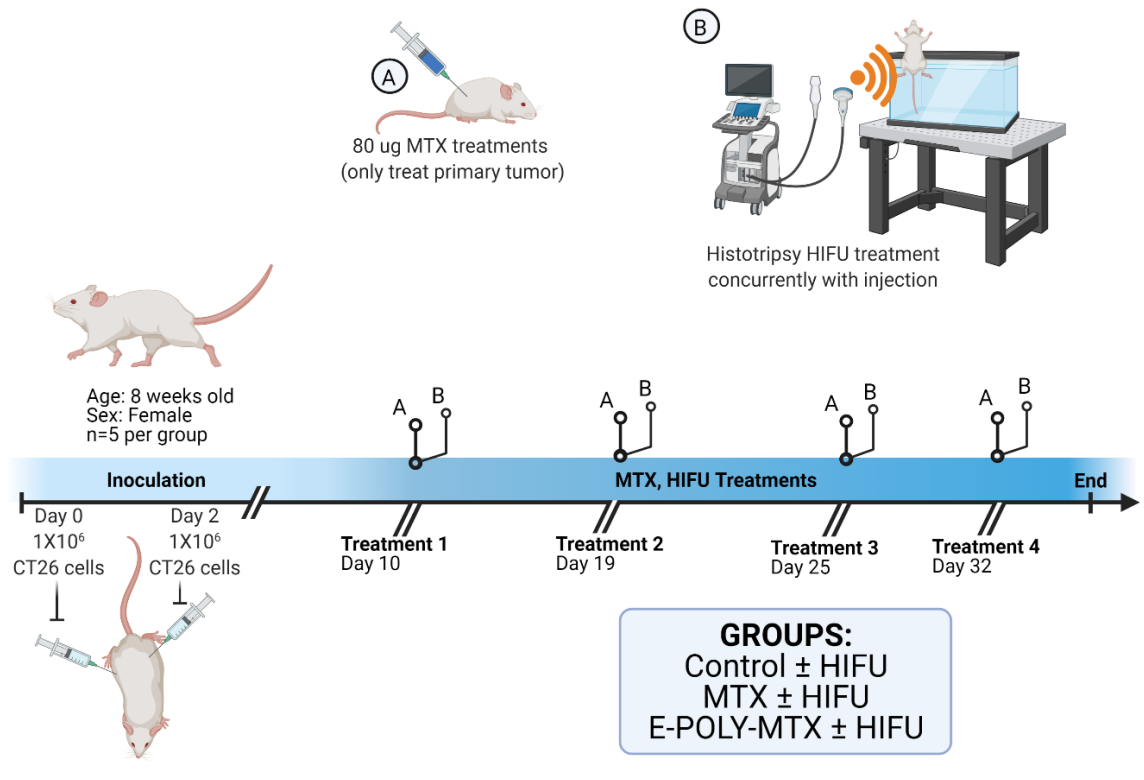 A
80 ug MTX treatments
(only treat primary tumor)
B
Histotripsy HIFU treatment
concurrently with injection
Age: 8 weeks old
Sex: Female
n=5 per group
A B
A B
A B
A B
Inoculation
MTX, HIFU Treatments
End
Day 0
1X10⁶
CT26 cells
Day 2
1X10⁶
CT26 cells
Treatment 1
Day 10
Treatment 2
Day 19
Treatment 3
Day 25
Treatment 4
Day 32
GROUPS:
Control ± HIFU
MTX ± HIFU
E-POLY-MTX ± HIFU